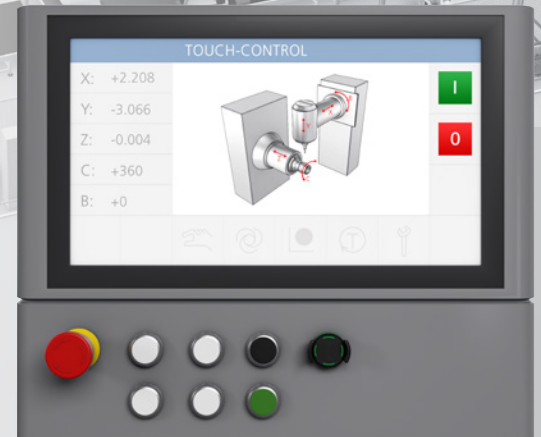 TOUCH-CONTROL
X: +2.208
Y: -3.066
Z: -0.004
C: +360
B: +0
I
0
T